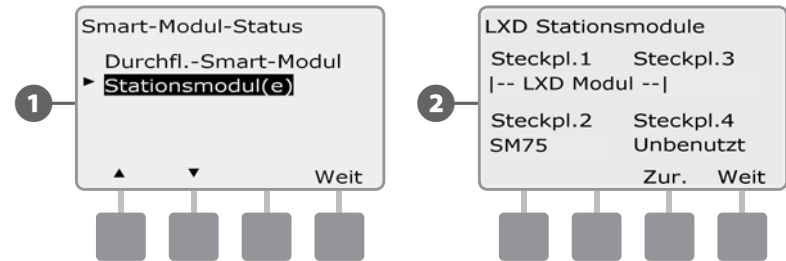 1
Smart-Modul-Status
Durchfl.-Smart-Modul
► Stationsmodul(e)
▲ ▼ Weit
2
LXD Stationsmodule
Steckpl.1 Steckpl.3
|-- LXD Modul --|
Steckpl.2 Steckpl.4
SM75 Unbenutzt
Zur. Weit